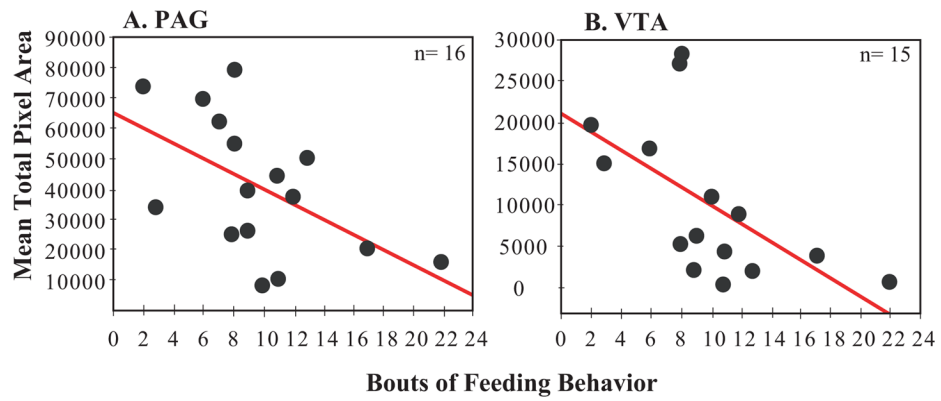 A. PAG
n= 16
Mean Total Pixel Area
90000
80000
70000
60000
50000
40000
30000
20000
10000
0 2 4 6 8 10 12 14 16 18 20 22 24
B. VTA
n= 15
30000
25000
20000
15000
10000
5000
0
0 2 4 6 8 10 12 14 16 18 20 22 24
Bouts of Feeding Behavior